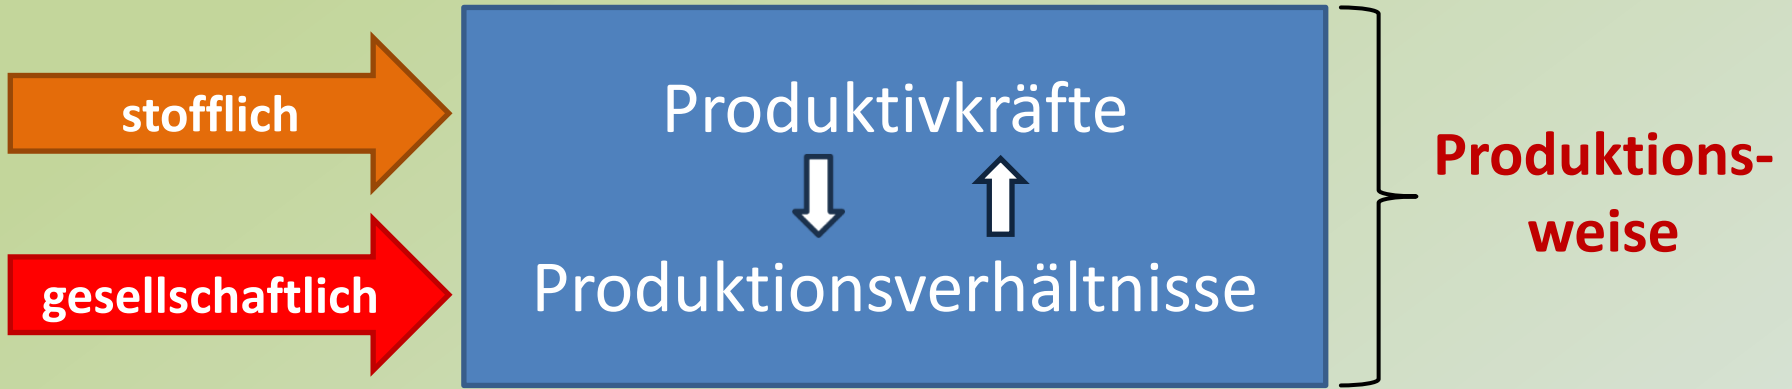 stofflich
Produktivkräfte
gesellschaftlich
Produktionsverhältnisse
Produktions-
weise